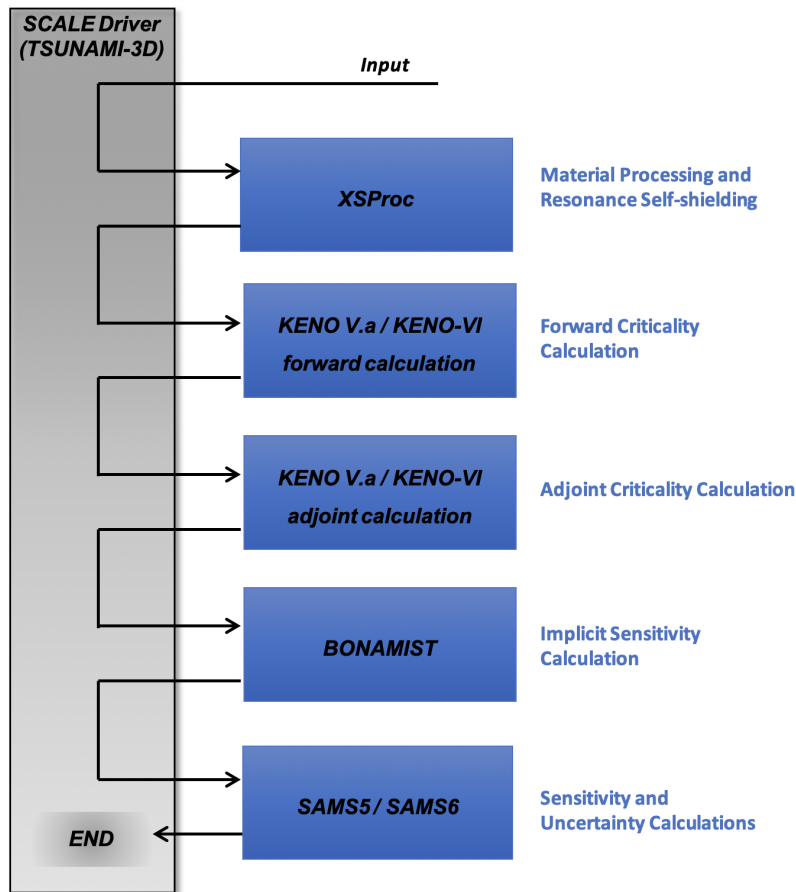 SCALE Driver
(TSUNAMI-3D)
Input
XSProc
Material Processing and
Resonance Self-shielding
KENO V.a / KENO-VI
forward calculation
Forward Criticality
Calculation
KENO V.a / KENO-VI
adjoint calculation
Adjoint Criticality Calculation
BONAMIST
Implicit Sensitivity
Calculation
SAMS5 / SAMS6
Sensitivity and
Uncertainty Calculations
END